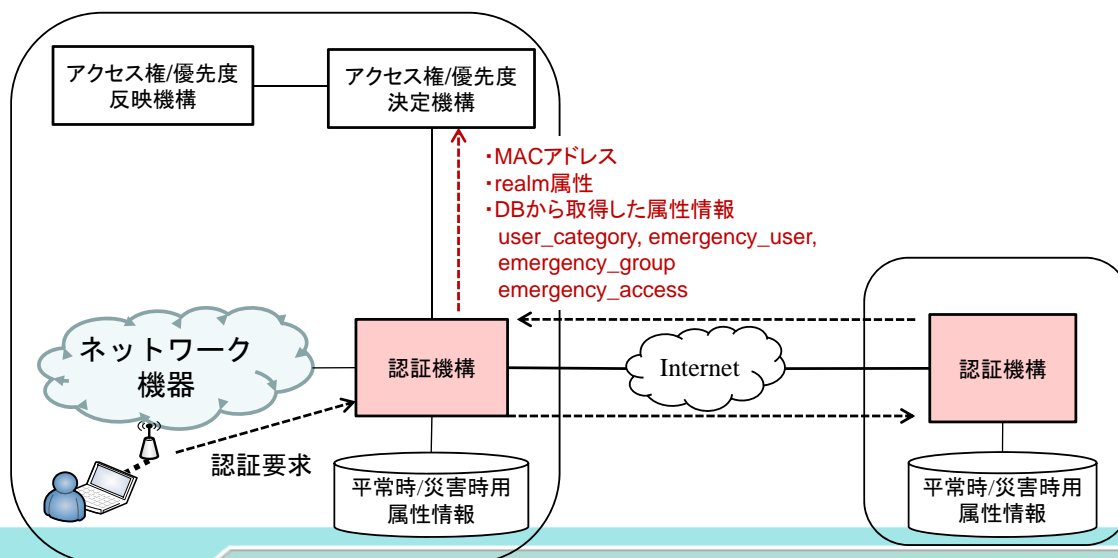 アクセス権/優先度
反映機構
アクセス権/優先度
決定機構
・MACアドレス
・realm属性
・DBから取得した属性情報
user_category, emergency_user,
emergency_group
emergency_access
ネットワーク
機器
認証機構
Internet
認証機構
認証要求
平常時/災害時用
属性情報
平常時/災害時用
属性情報